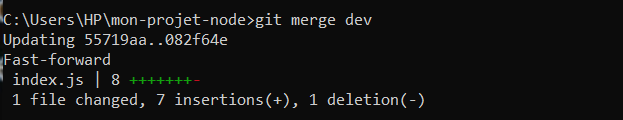 C:\Users\HP\mon-projet-node>git merge dev
Updating 55719aa..082f64e
Fast-forward
 index.js | 8 +++++++-
 1 file changed, 7 insertions(+), 1 deletion(-)